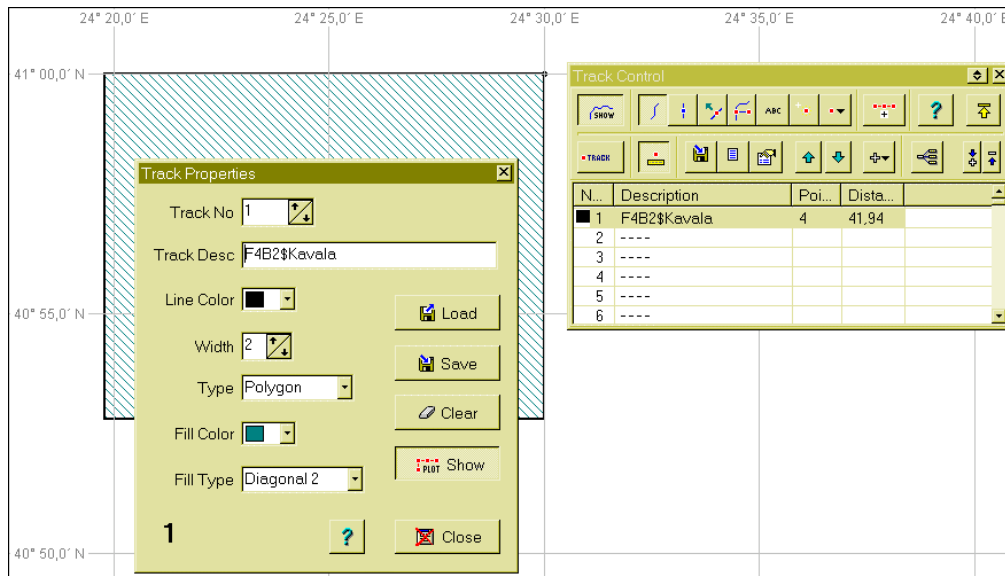 24° 20,0´ E 24° 25,0´ E 24° 30,0´ E 24° 35,0´ E 24° 40,0´ E
41° 00,0´ N
40° 55,0´ N
40° 50,0´ N
Track Properties
Track No 1
Track Desc F4B2$Kavala
Line Color
Width 2
Type Polygon
Fill Color
Fill Type Diagonal 2
1
?
Load
Save
Clear
PLOT Show
Close
Track Control
SHOW ABC + ?
TRACK
N... Description Poi... Dista...
1 F4B2$Kavala 4 41,94
2 ----
3 ----
4 ----
5 ----
6 ----